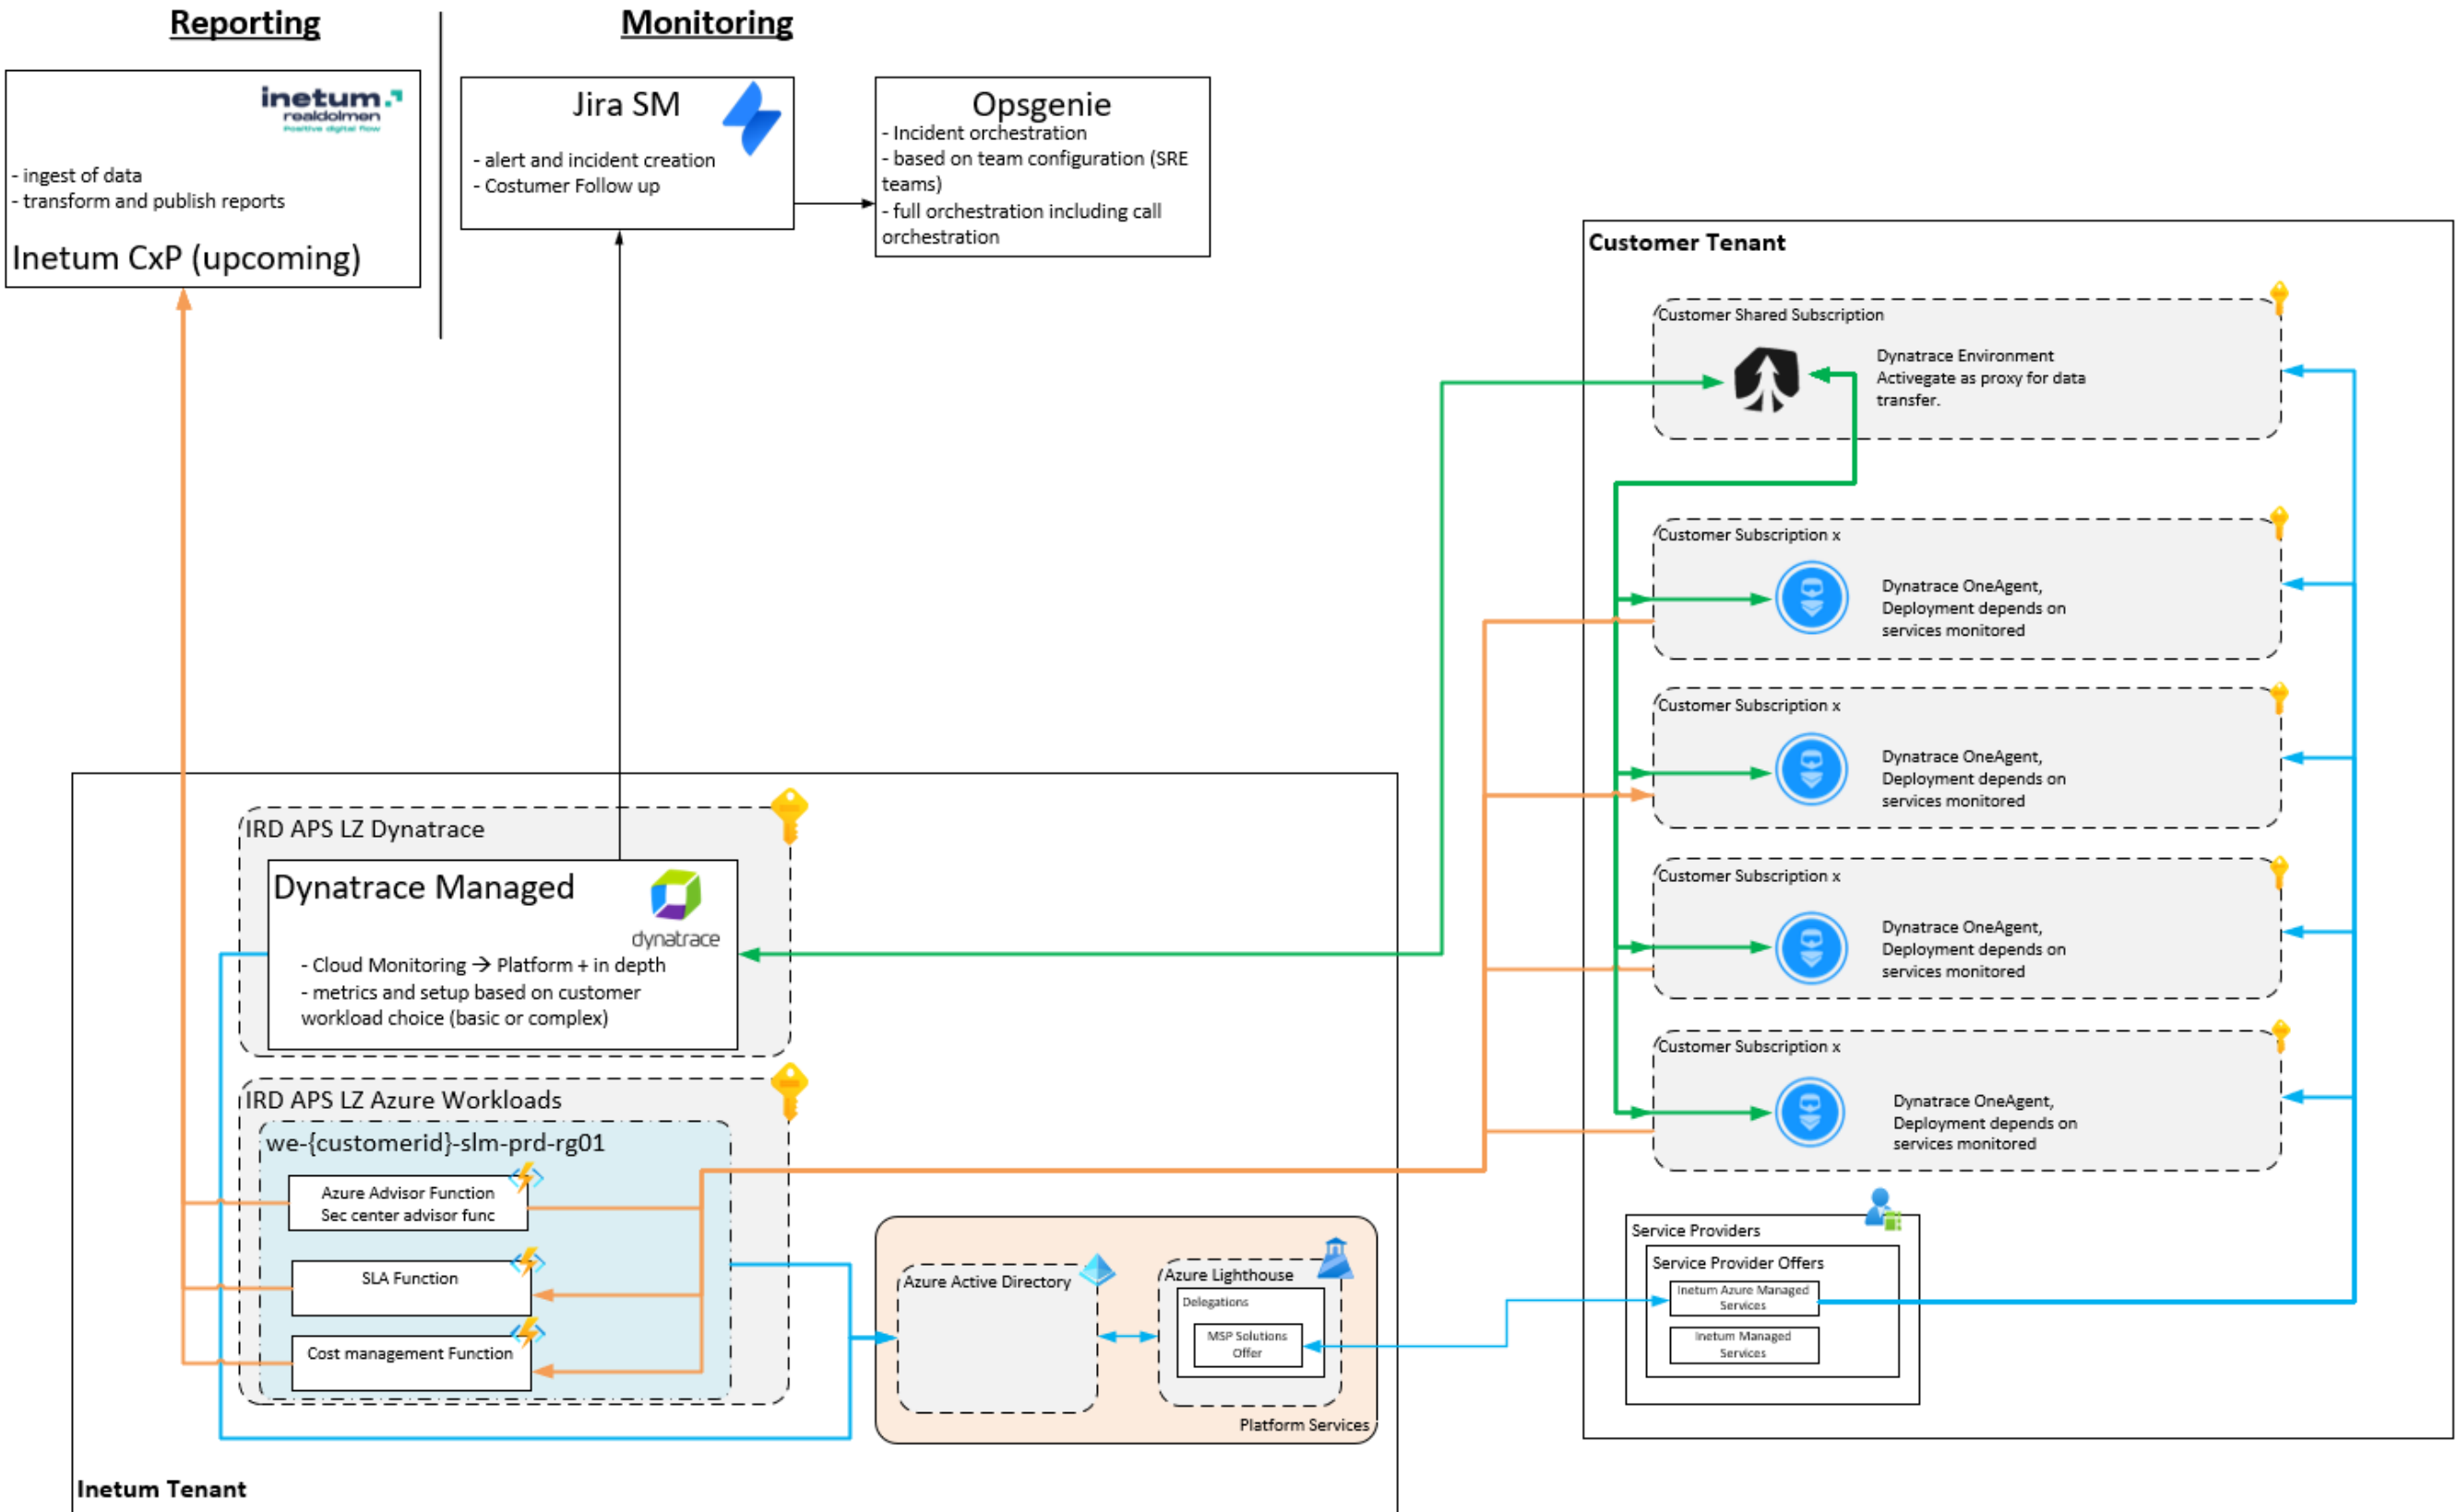 Reporting
Monitoring
inetum.
realdolmen
Positive digital flow
- ingest of data
- transform and publish reports
Inetum CxP (upcoming)
Jira SM
- alert and incident creation
- Costumer Follow up
Opsgenie
- Incident orchestration
- based on team configuration (SRE
teams)
- full orchestration including call
orchestration
Customer Tenant
Customer Shared Subscription
Dynatrace Environment
Activegate as proxy for data
transfer.
Customer Subscription x
Dynatrace OneAgent,
Deployment depends on
services monitored
Customer Subscription x
Dynatrace OneAgent,
Deployment depends on
services monitored
Customer Subscription x
Dynatrace OneAgent,
Deployment depends on
services monitored
Customer Subscription x
Dynatrace OneAgent,
Deployment depends on
services monitored
Service Providers
Service Provider Offers
Inetum Azure Managed
Services
Inetum Managed
Services
IRD APS LZ Dynatrace
Dynatrace Managed
dynatrace
- Cloud Monitoring → Platform + in depth
- metrics and setup based on customer
workload choice (basic or complex)
IRD APS LZ Azure Workloads
we-{customerid}-slm-prd-rg01
Azure Advisor Function
Sec center advisor func
SLA Function
Cost management Function
Azure Active Directory
Azure Lighthouse
Delegations
MSP Solutions
Offer
Platform Services
Inetum Tenant